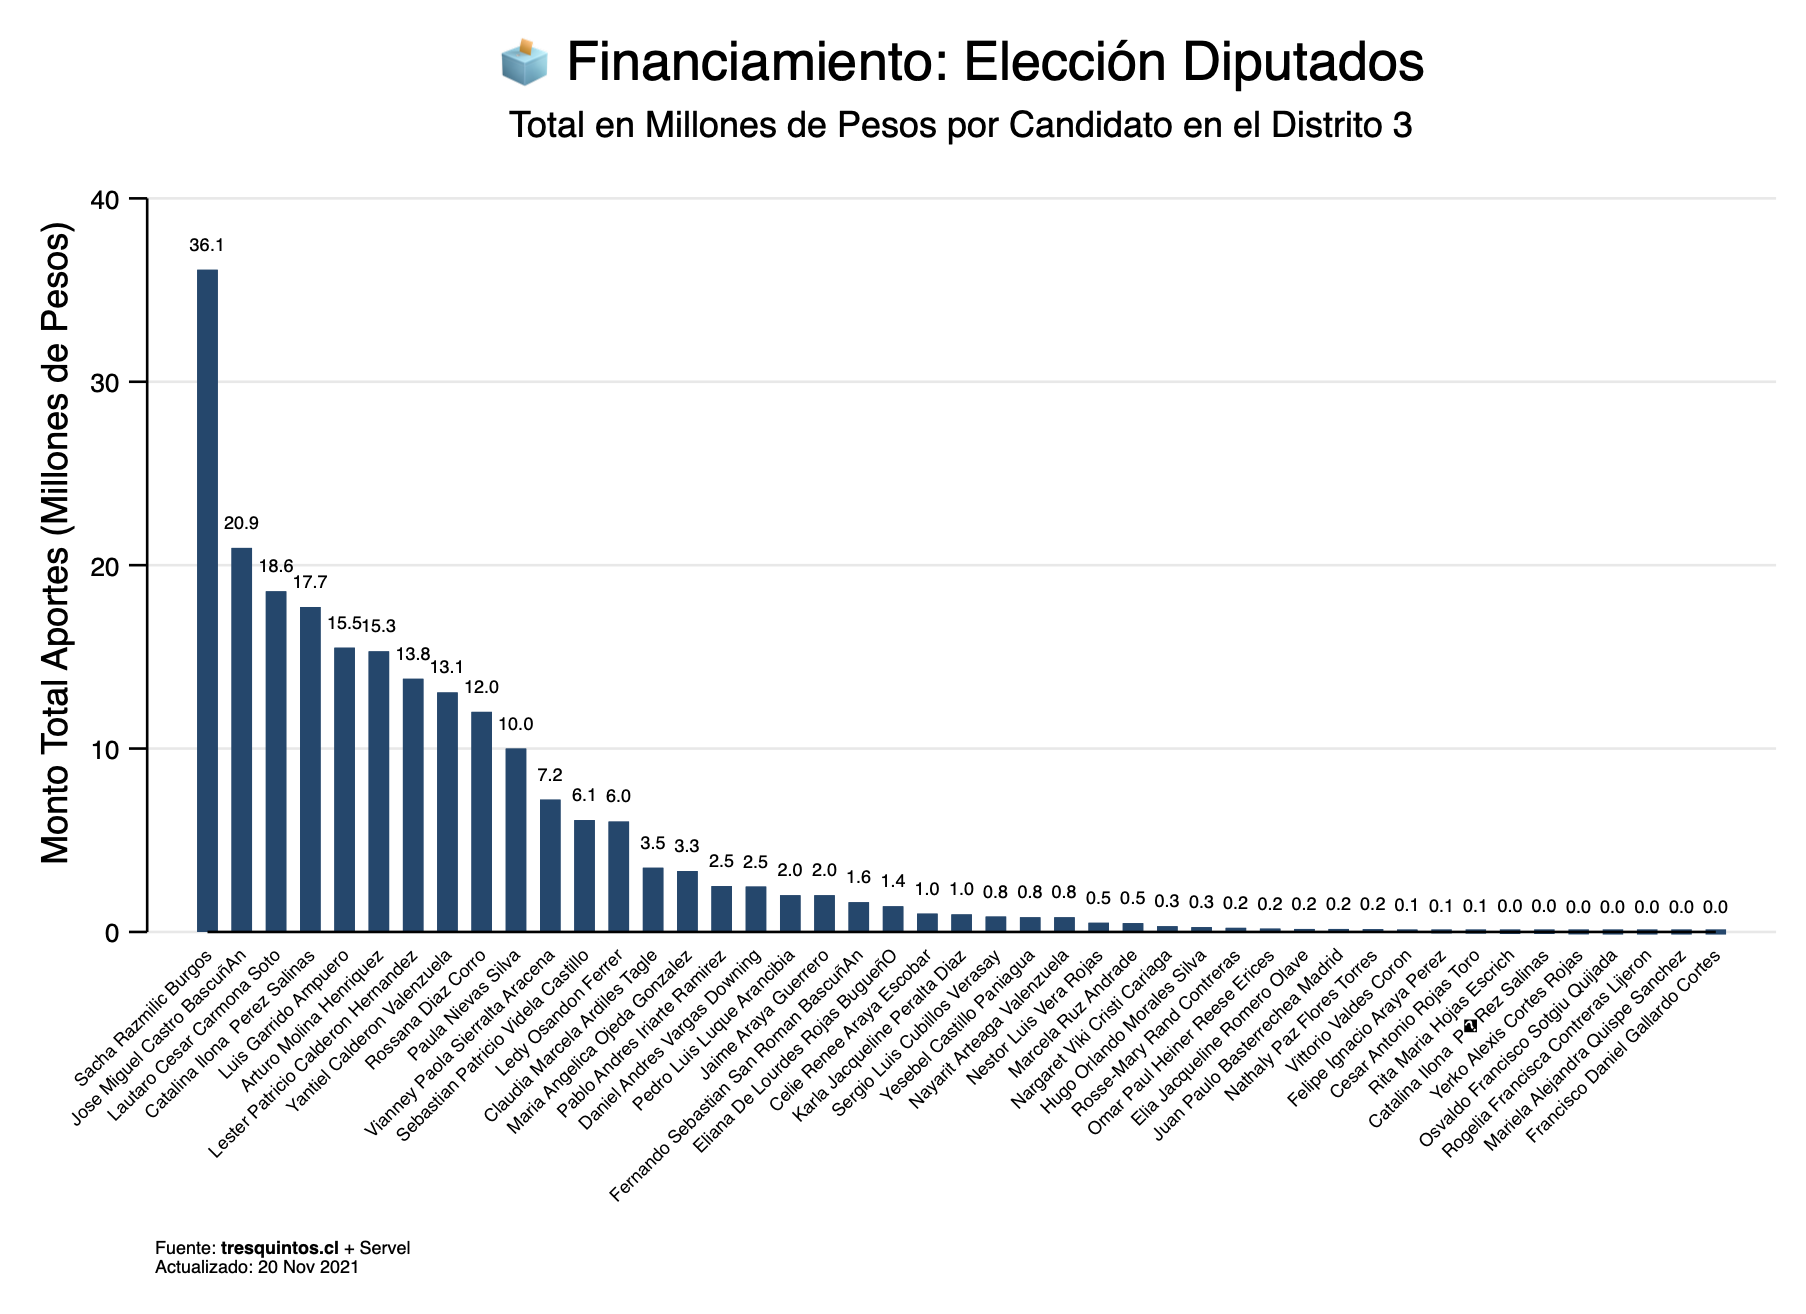 Financiamiento: Elección Diputados
Total en Millones de Pesos por Candidato en el Distrito 3
Monto Total Aportes (Millones de Pesos)
40
30
20
10
0
36.1
20.9
18.6
17.7
15.5
15.3
13.8
13.1
12.0
10.0
7.2
6.1
6.0
3.5
3.3
2.5
2.5
2.0
2.0
1.6
1.4
1.0
1.0
0.8
0.8
0.8
0.5
0.5
0.3
0.3
0.2
0.2
0.2
0.2
0.2
0.1
0.1
0.1
0.0
0.0
0.0
0.0
0.0
0.0
0.0
Sacha Razmilic Burgos
Jose Miguel Castro BascuñAn
Lautaro Cesar Carmona Soto
Catalina Ilona Perez Salinas
Luis Garrido Ampuero
Arturo Molina Henriquez
Lester Patricio Calderon Hernandez
Yantiel Calderon Valenzuela
Rossana Diaz Corro
Paula Nievas Silva
Vianney Paola Sierralta Aracena
Sebastian Patricio Videla Castillo
Ledy Osandon Ferrer
Claudia Marcela Ardiles Tagle
Maria Angelica Ojeda Gonzalez
Pablo Andres Iriarte Ramirez
Daniel Andres Vargas Downing
Pedro Luis Luque Arancibia
Jaime Araya Guerrero
Fernando Sebastian San Roman BascuñAn
Eliana De Lourdes Rojas BugueñO
Celie Renee Araya Escobar
Karla Jacqueline Peralta Diaz
Sergio Luis Cubillos Verasay
Yesebel Castillo Paniagua
Nayarit Arteaga Valenzuela
Nestor Luis Vera Rojas
Marcela Ruz Andrade
Nargaret Viki Cristi Cariaga
Hugo Orlando Morales Silva
Rosse-Mary Rand Contreras
Omar Paul Heiner Reese Erices
Elia Jacqueline Romero Olave
Juan Paulo Basterrechea Madrid
Nathaly Paz Flores Torres
Vittorio Valdes Coron
Felipe Ignacio Araya Perez
Cesar Antonio Rojas Toro
Rita Maria Hojas Escrich
Catalina Ilona P�Rez Salinas
Yerko Alexis Cortes Rojas
Osvaldo Francisco Sotgiu Quijada
Rogelia Francisca Contreras Lijeron
Mariela Alejandra Quispe Sanchez
Francisco Daniel Gallardo Cortes
Fuente: tresquintos.cl + Servel
Actualizado: 20 Nov 2021